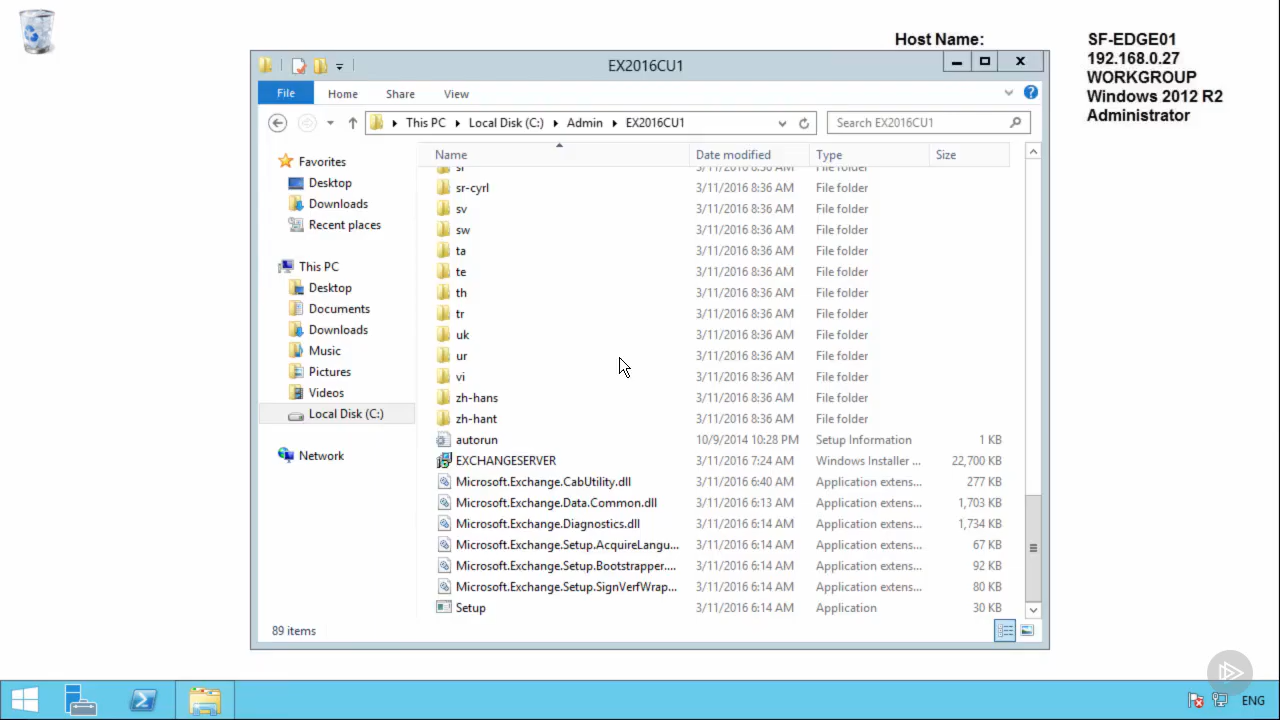 Host Name: SF-EDGE01
192.168.0.27
WORKGROUP
Windows 2012 R2
Administrator
EX2016CU1
File Home Share View
This PC Local Disk (C:) Admin EX2016CU1 Search EX2016CU1
Name Date modified Type Size
Favorites
Desktop
Downloads
Recent places
This PC
Desktop
Documents
Downloads
Music
Pictures
Videos
Local Disk (C:)
Network
3/11/2016 8:36 AM File folder
sr-cyrl 3/11/2016 8:36 AM File folder
sv 3/11/2016 8:36 AM File folder
sw 3/11/2016 8:36 AM File folder
ta 3/11/2016 8:36 AM File folder
te 3/11/2016 8:36 AM File folder
th 3/11/2016 8:36 AM File folder
tr 3/11/2016 8:36 AM File folder
uk 3/11/2016 8:36 AM File folder
ur 3/11/2016 8:36 AM File folder
vi 3/11/2016 8:36 AM File folder
zh-hans 3/11/2016 8:36 AM File folder
zh-hant 3/11/2016 8:36 AM File folder
autorun 10/9/2014 10:28 PM Setup Information 1 KB
EXCHANGESERVER 3/11/2016 7:24 AM Windows Installer ... 22,700 KB
Microsoft.Exchange.CabUtility.dll 3/11/2016 6:40 AM Application extens... 277 KB
Microsoft.Exchange.Data.Common.dll 3/11/2016 6:13 AM Application extens... 1,703 KB
Microsoft.Exchange.Diagnostics.dll 3/11/2016 6:14 AM Application extens... 1,734 KB
Microsoft.Exchange.Setup.AcquireLangu... 3/11/2016 6:14 AM Application extens... 67 KB
Microsoft.Exchange.Setup.Bootstrapper.... 3/11/2016 6:14 AM Application extens... 92 KB
Microsoft.Exchange.Setup.SignVerfWrap... 3/11/2016 6:14 AM Application extens... 80 KB
Setup 3/11/2016 6:14 AM Application 30 KB
89 items
ENG